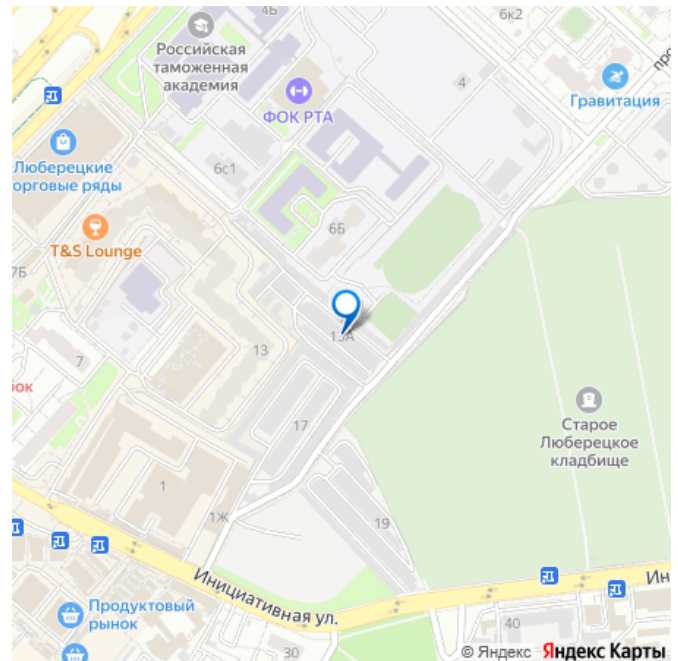 4Б
6к2
Российская
таможенная
академия
про
Гравитация
4
ФОК РТА
Люберецкие
орговые ряды
6с1
T&S Lounge
6Б
7Б
7
13
13А
бок
17
Старое
Люберецкое
кладбище
1
1Ж
19
Инициативная ул.
Ин
Продуктовый
рынок
30
40
© Яндекс Яндекс Карты